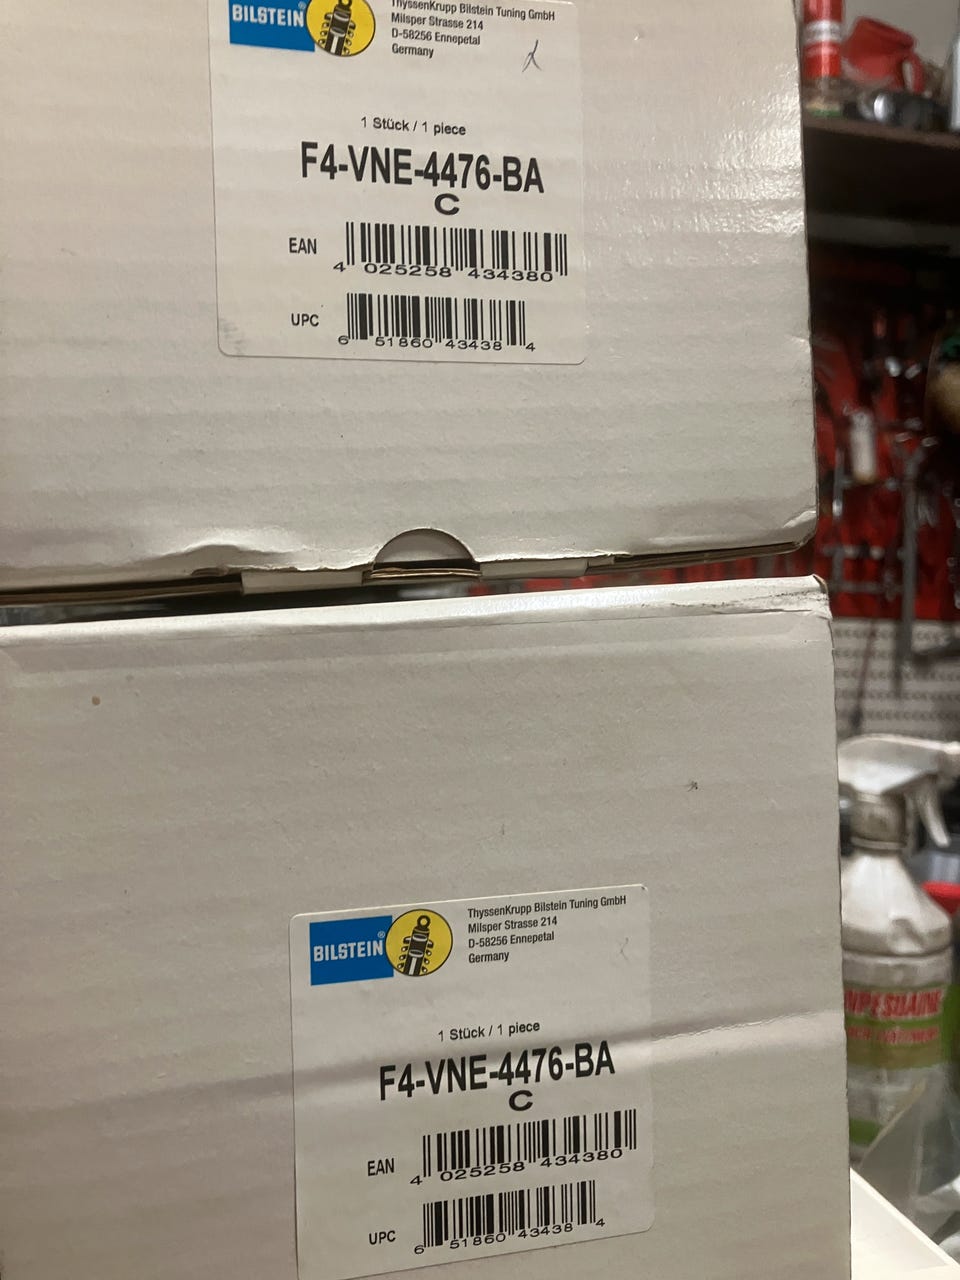 BILSTEIN®
ThyssenKrupp Bilstein Tuning GmbH
Milsper Strasse 214
D-58256 Ennepetal
Germany
1 Stück / 1 piece
F4-VNE-4476-BA
C
EAN
4 025258 434380
UPC
6 51860 43438 4
BILSTEIN®
ThyssenKrupp Bilstein Tuning GmbH
Milsper Strasse 214
D-58256 Ennepetal
Germany
1 Stück / 1 piece
F4-VNE-4476-BA
C
EAN
4 025258 434380
UPC
6 51860 43438 4